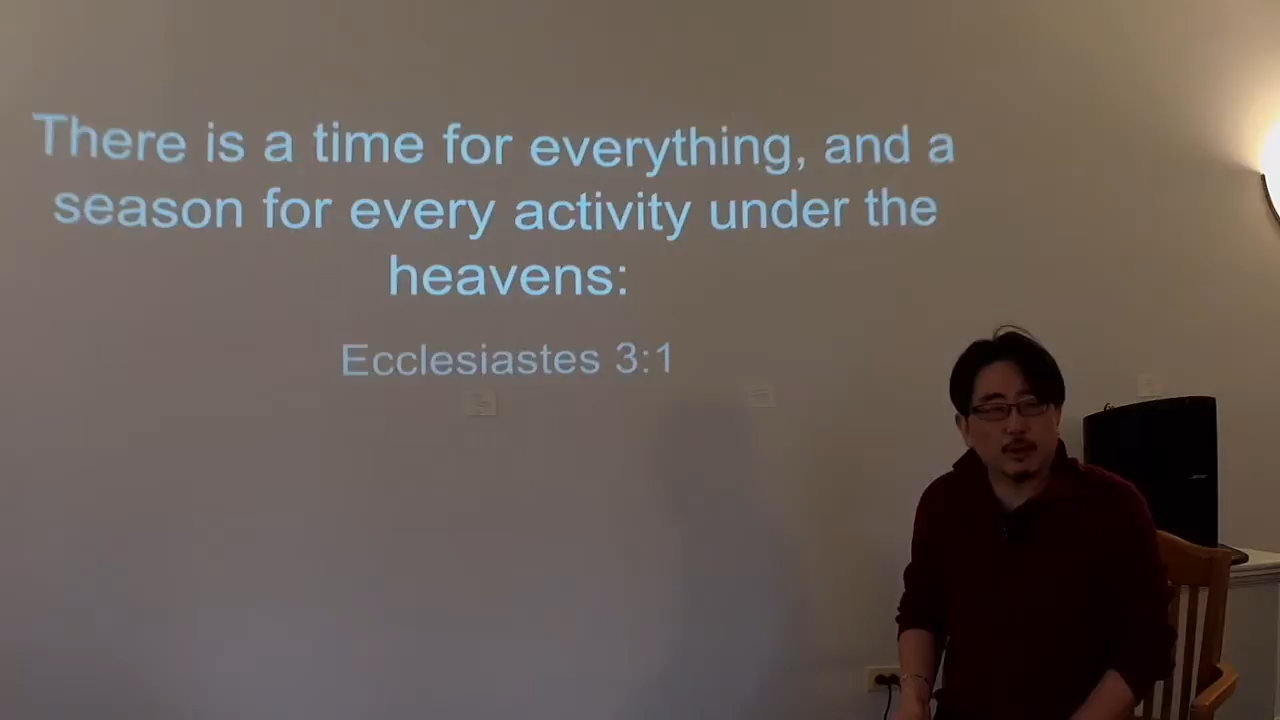 There is a time for everything, and a
season for every activity under the
heavens:
Ecclesiastes 3:1